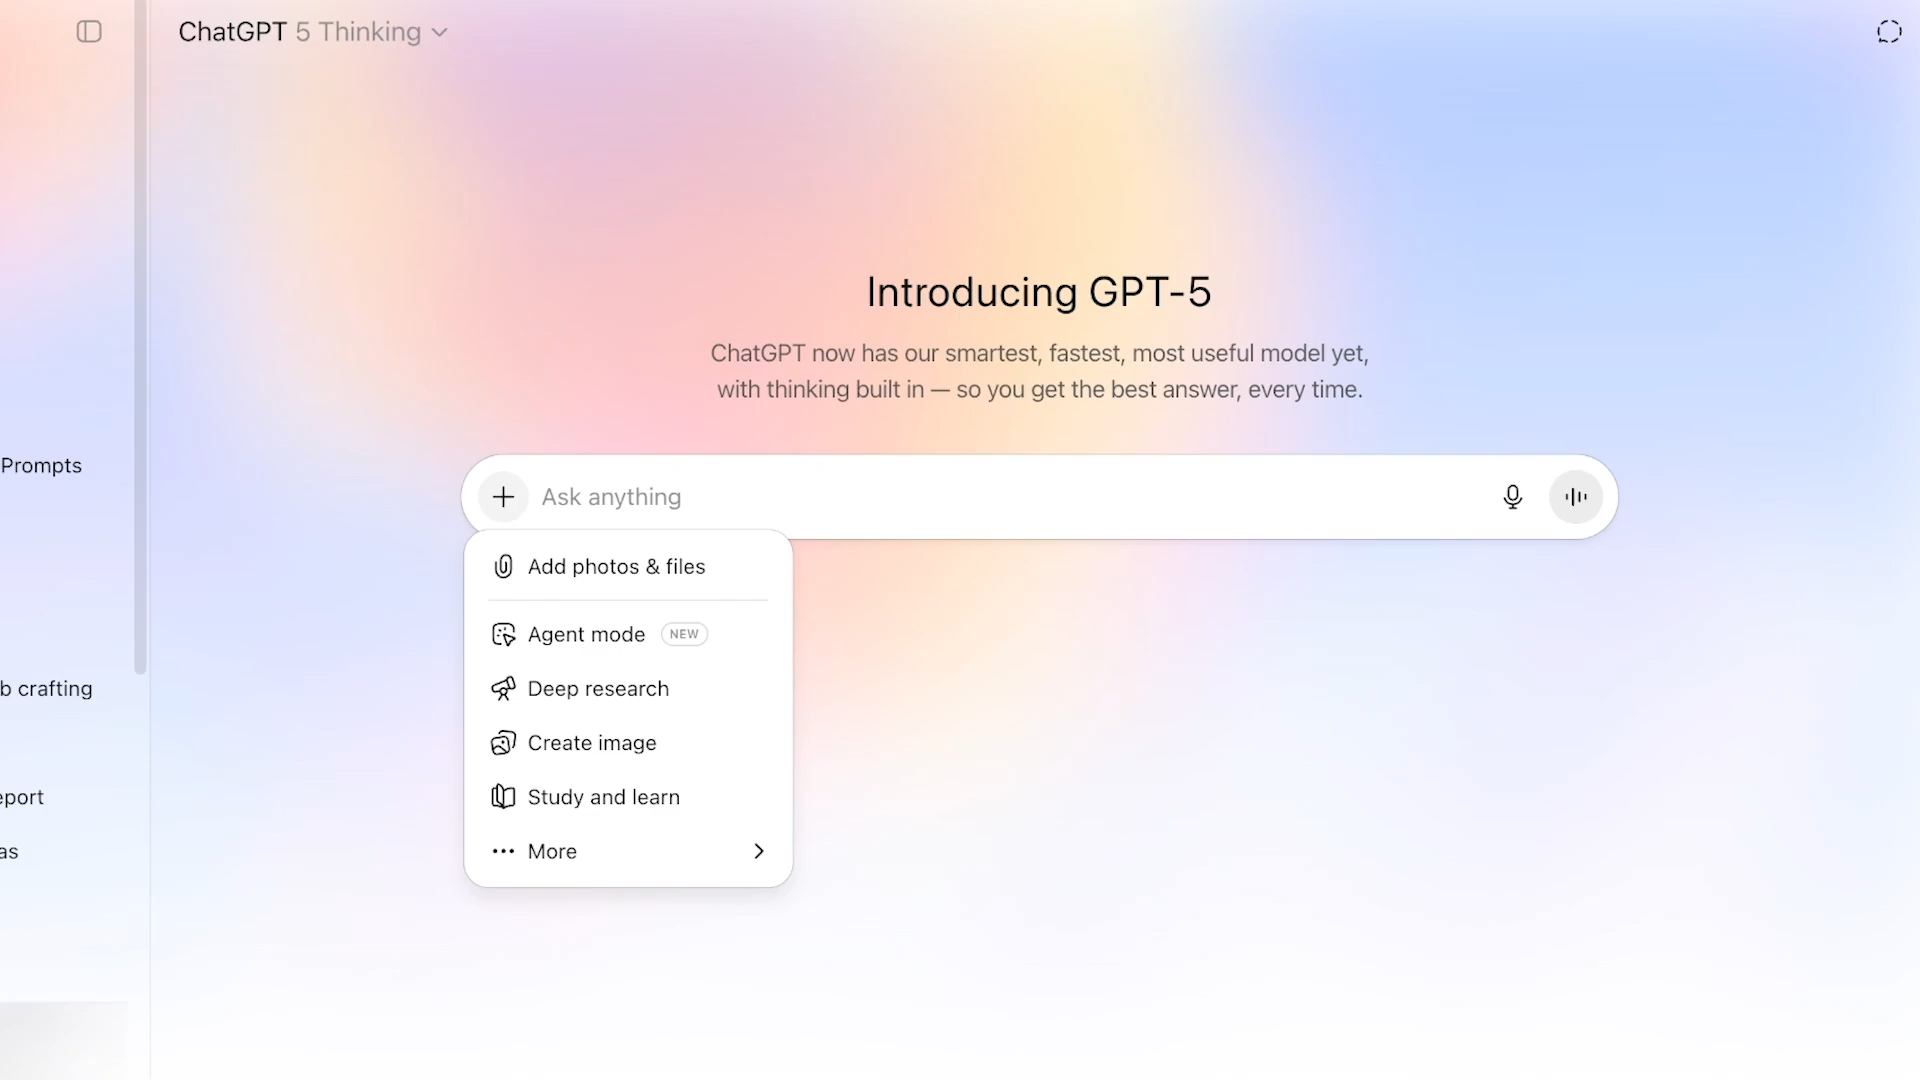 ChatGPT 5 Thinking
Introducing GPT-5
ChatGPT now has our smartest, fastest, most useful model yet,
with thinking built in — so you get the best answer, every time.
Prompts
Ask anything
Add photos & files
Agent mode NEW
Deep research
b crafting
Create image
Study and learn
eport
More
as